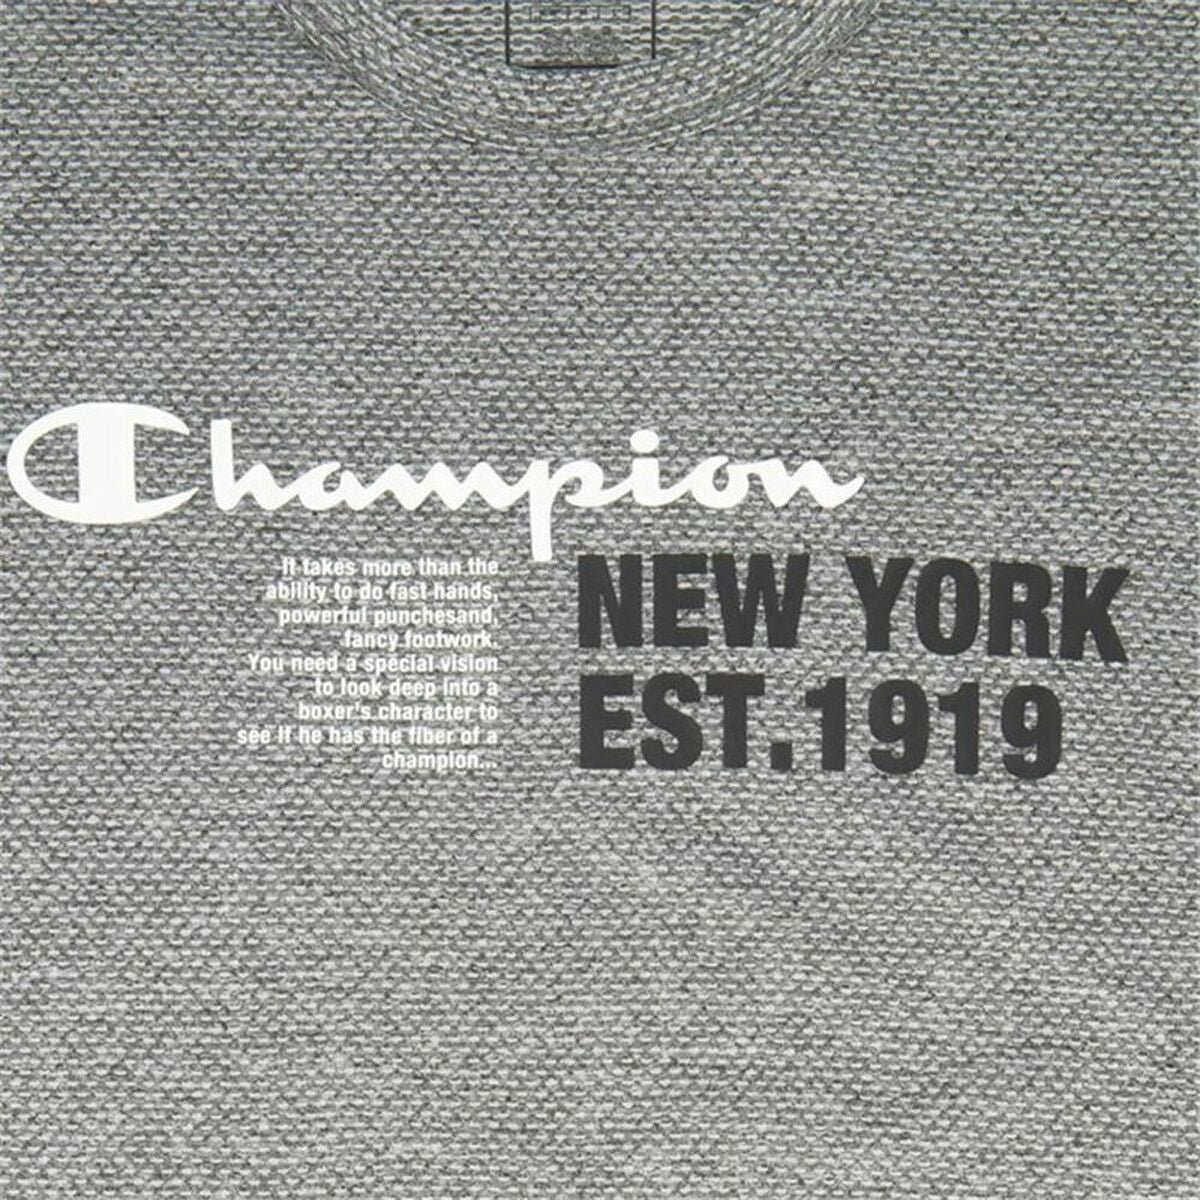 Champion
It takes more than the
ability to do fast hands,
powerful punchesand,
fancy footwork.
You need a special vision
to look deep into a
boxer's character to
see if he has the fiber of a
champion...
NEW YORK
EST.1919